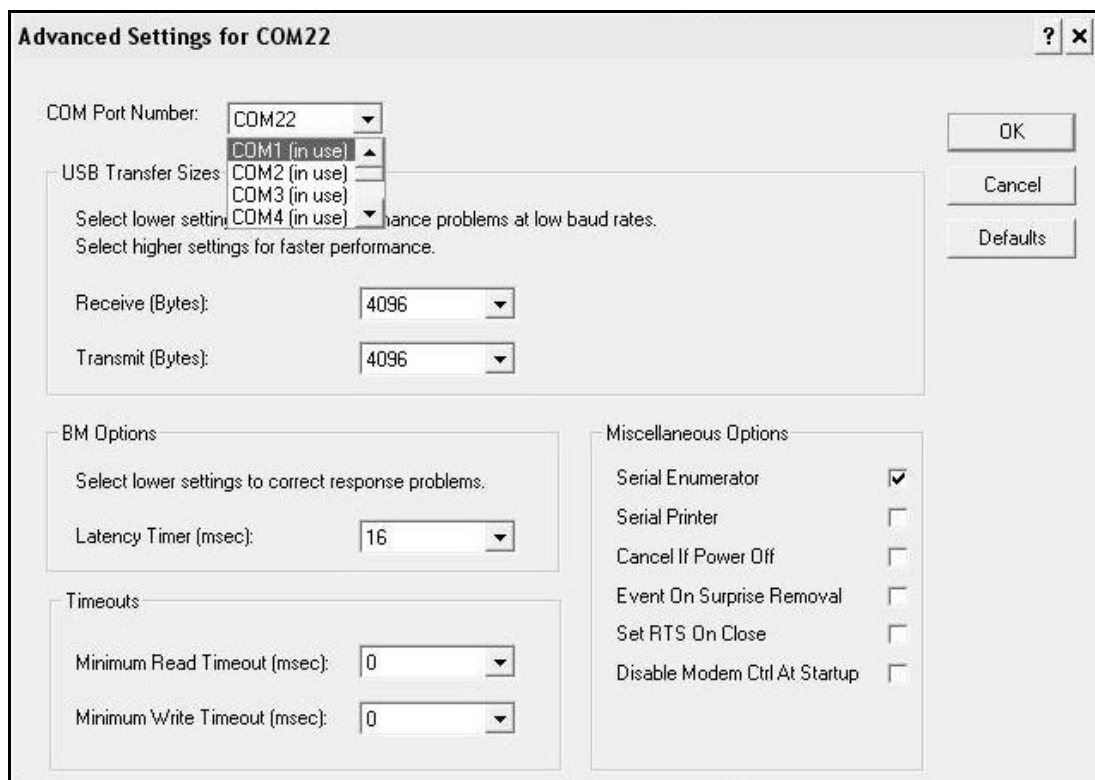 Advanced Settings for COM22
? ×
COM Port Number: COM22
COM1 (in use)
COM2 (in use)
COM3 (in use)
COM4 (in use)
OK
Cancel
Defaults
USB Transfer Sizes
Select lower settin mance problems at low baud rates.
Select higher settings for faster performance.
Receive (Bytes): 4096
Transmit (Bytes): 4096
BM Options
Select lower settings to correct response problems.
Latency Timer (msec): 16
Timeouts
Minimum Read Timeout (msec): 0
Minimum Write Timeout (msec): 0
Miscellaneous Options
Serial Enumerator
Serial Printer
Cancel If Power Off
Event On Surprise Removal
Set RTS On Close
Disable Modem Ctrl At Startup